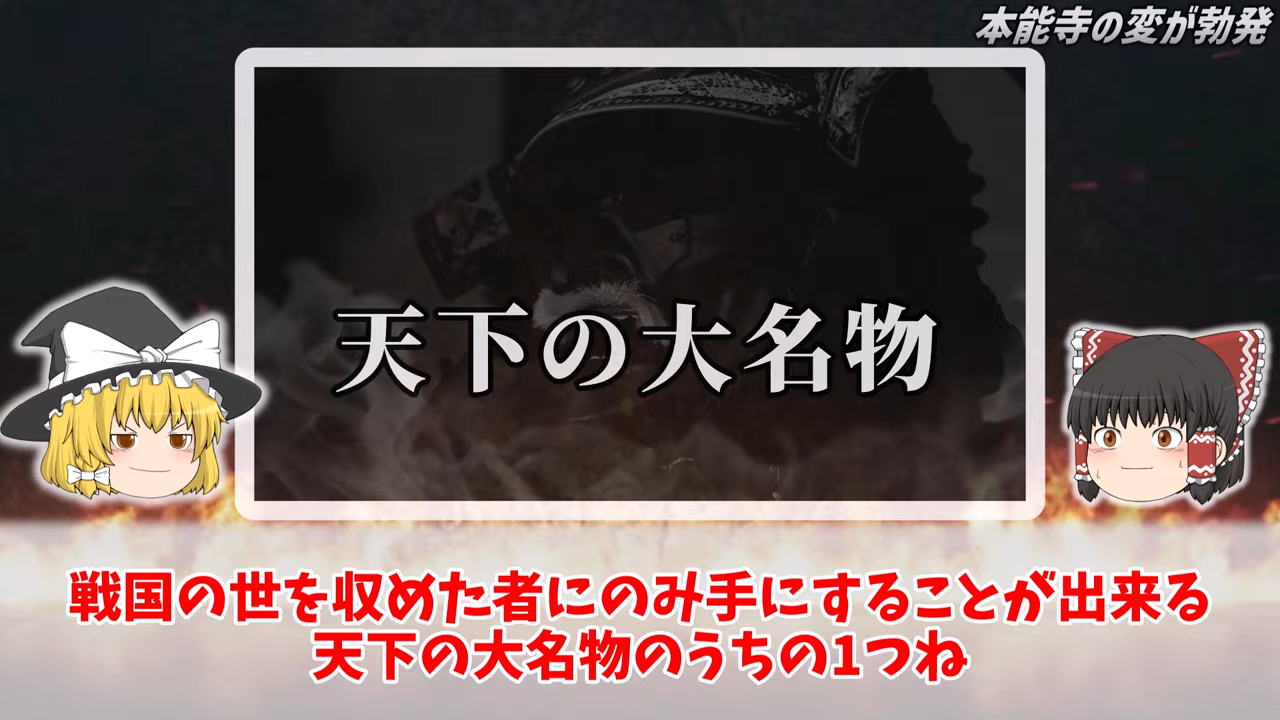 本能寺の変が勃発
天下の大名物
戦国の世を収めた者にのみ手にすることが出来る
天下の大名物のうちの1つね